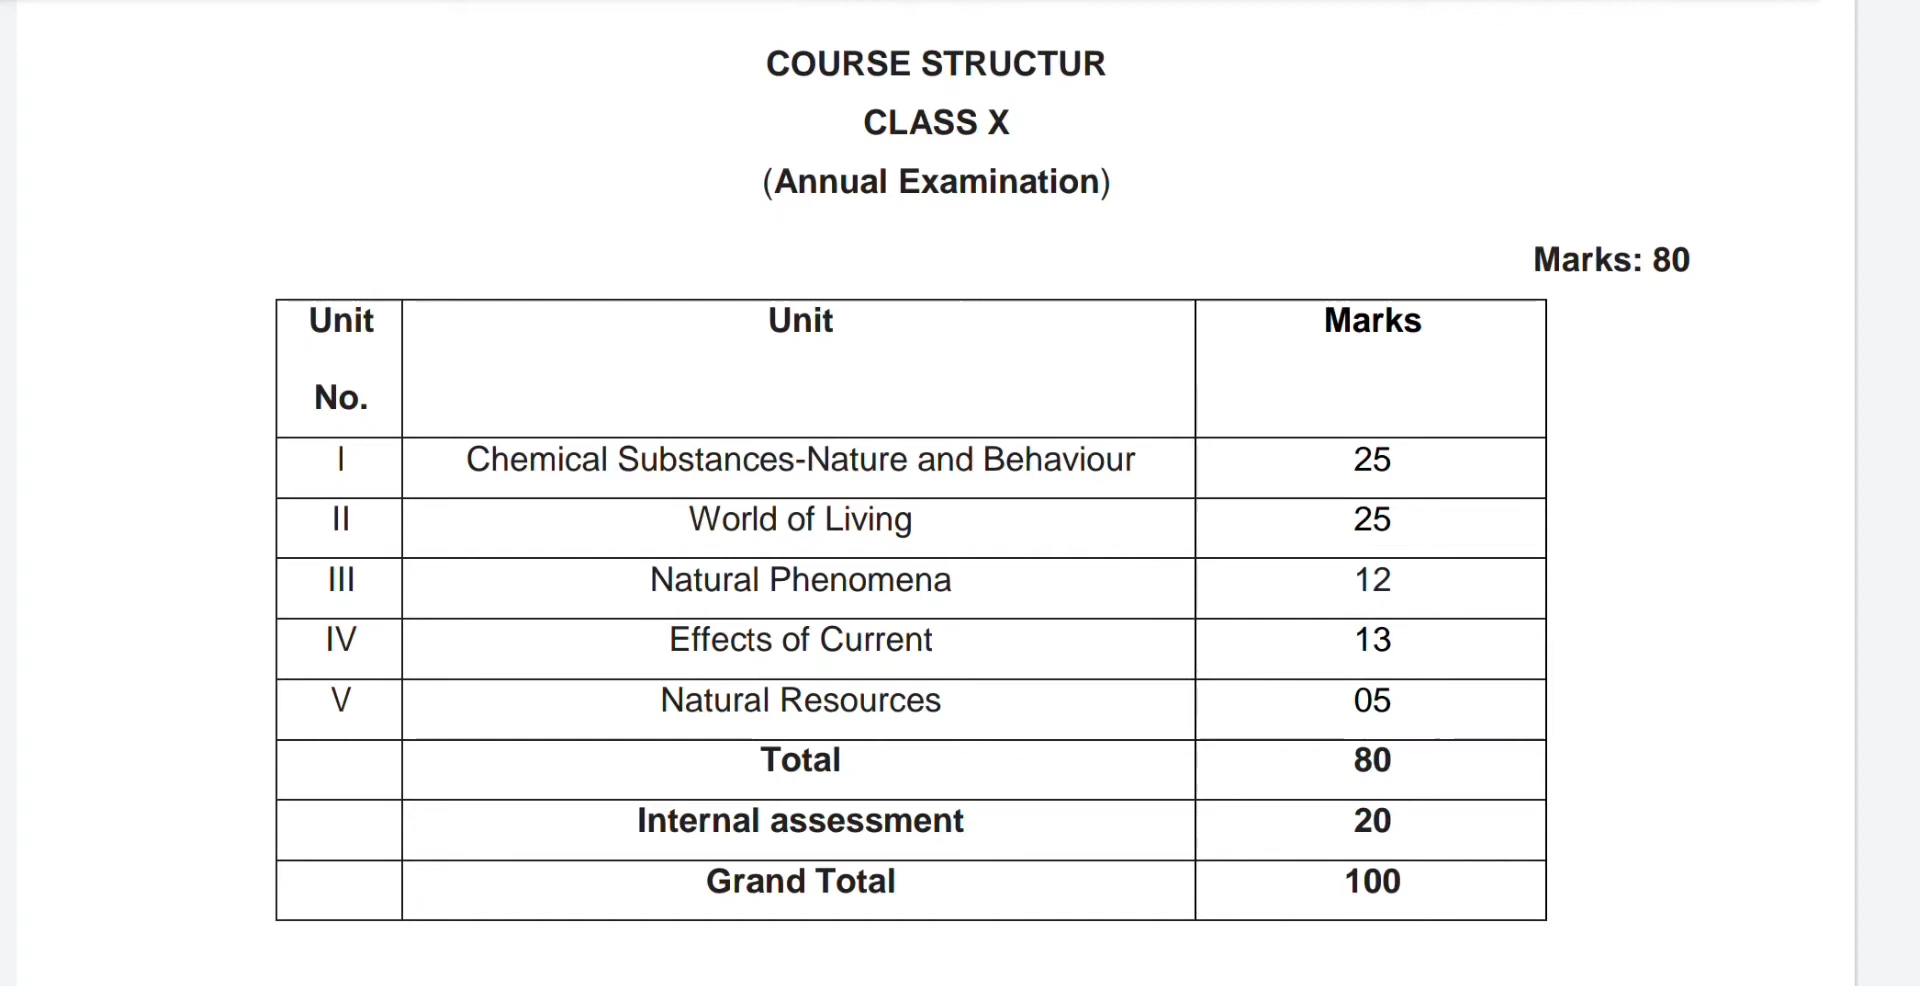 COURSE STRUCTUR
CLASS X
(Annual Examination)
Marks: 80
Unit No. Unit Marks
I Chemical Substances-Nature and Behaviour 25
II World of Living 25
III Natural Phenomena 12
IV Effects of Current 13
V Natural Resources 05
Total 80
Internal assessment 20
Grand Total 100